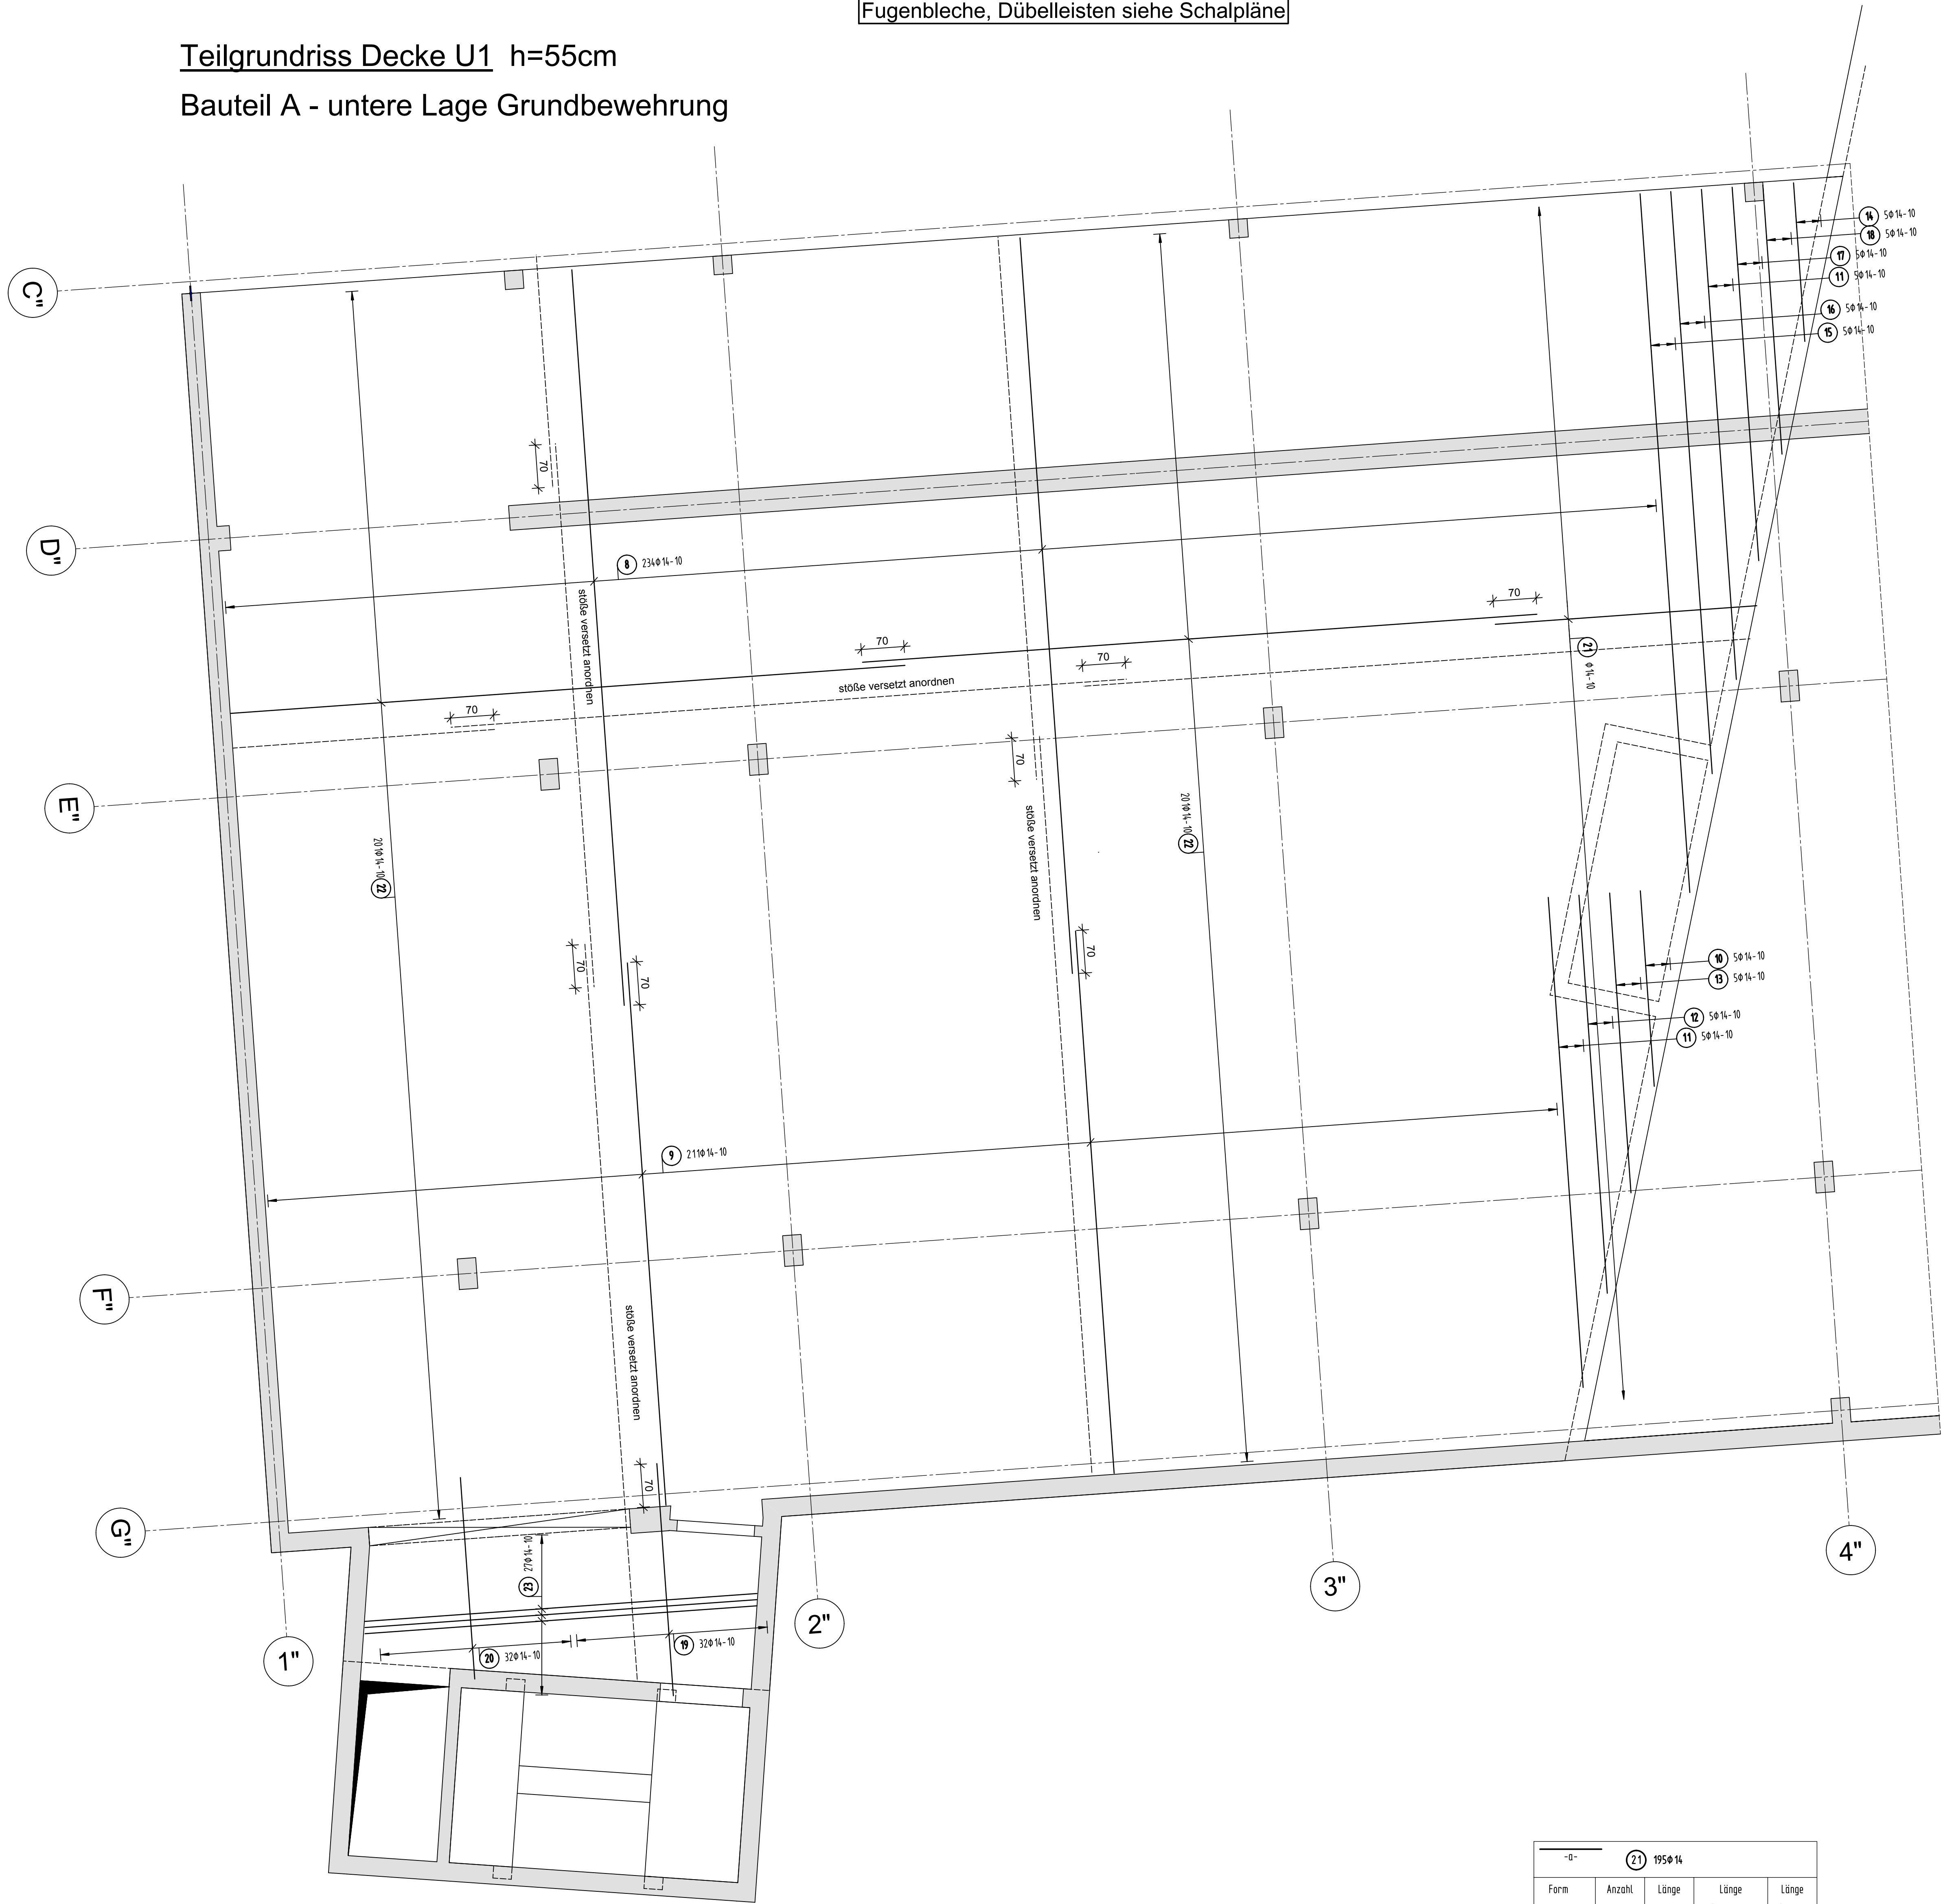 Fugenbleche, Dübelleisten siehe Schalpläne
Teilgrundriss Decke U1 h=55cm
Bauteil A - untere Lage Grundbewehrung
14 5Φ14-10
18 5Φ14-10
17 5Φ14-10
11 5Φ14-10
16 5Φ14-10
15 5Φ14-10
C"
70
D"
8 234Φ14-10
stöße versetzt anordnen
70
70
70
21 Φ14-10
stöße versetzt anordnen
70
70
E"
201Φ14-10 22
201Φ14-10 22
stöße versetzt anordnen
70
70
70
10 5Φ14-10
13 5Φ14-10
12 5Φ14-10
11 5Φ14-10
9 211Φ14-10
F"
stöße versetzt anordnen
70
G"
23 27Φ14-10
4"
3"
2"
1"
20 32Φ14-10
19 32Φ14-10
-a- 21 195Φ14
Form Anzahl Länge Länge Länge